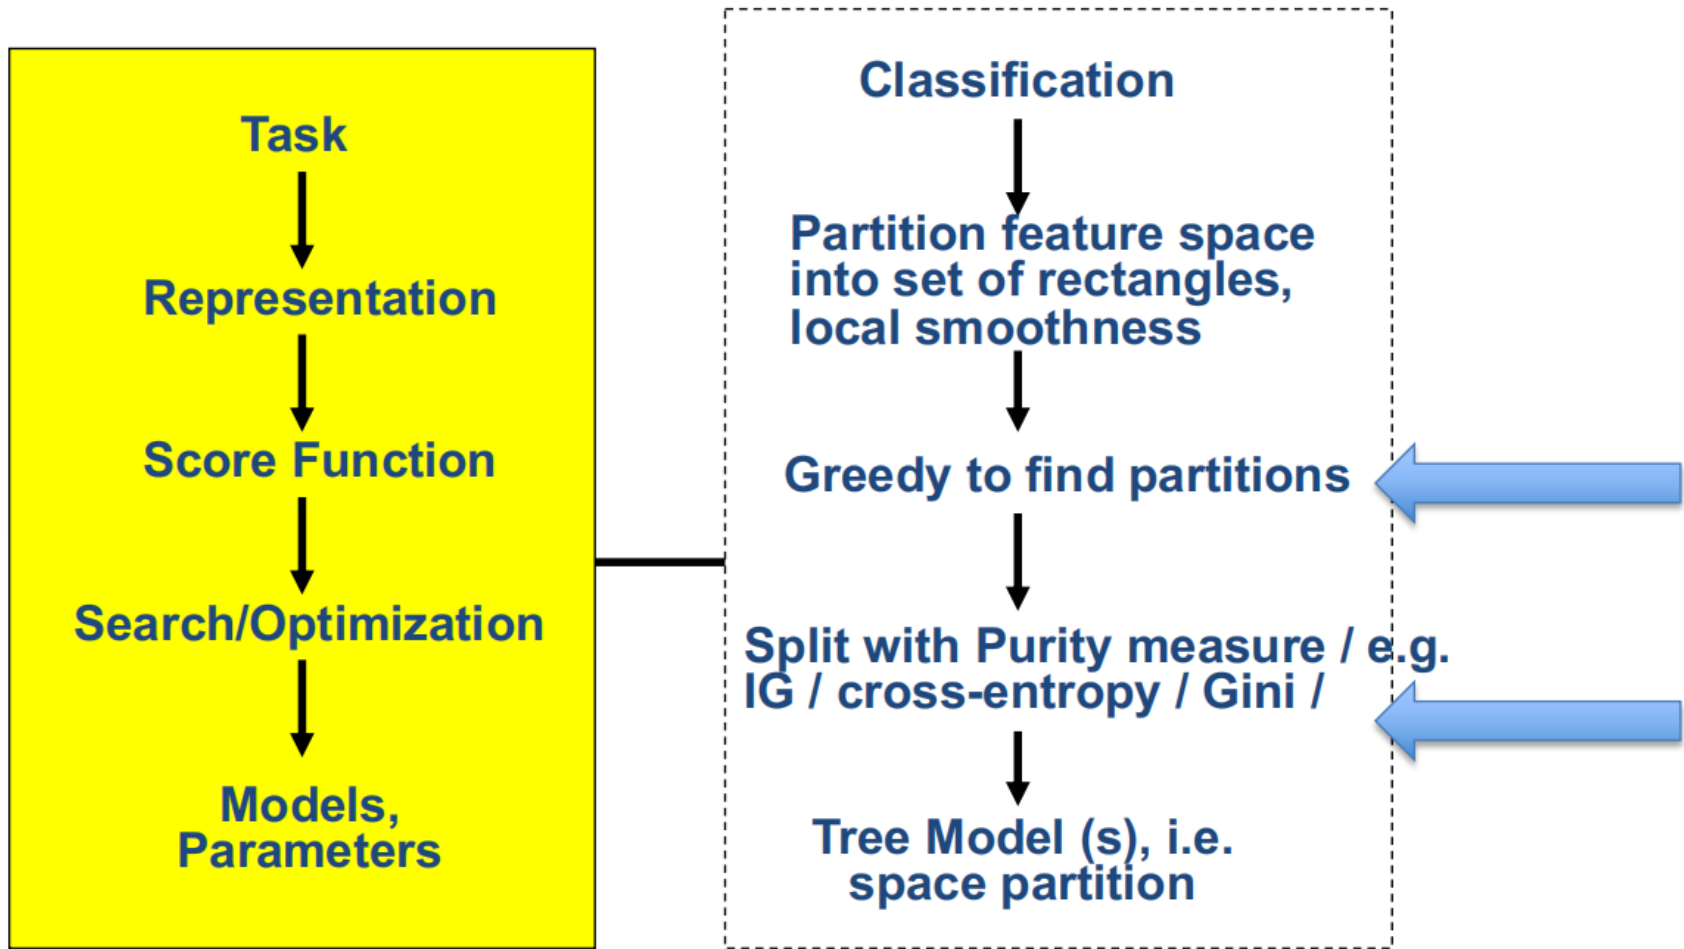 Task
Representation
Score Function
Search/Optimization
Models,
Parameters
Classification
Partition feature space
into set of rectangles,
local smoothness
Greedy to find partitions
Split with Purity measure / e.g.
IG / cross-entropy / Gini /
Tree Model (s), i.e.
space partition